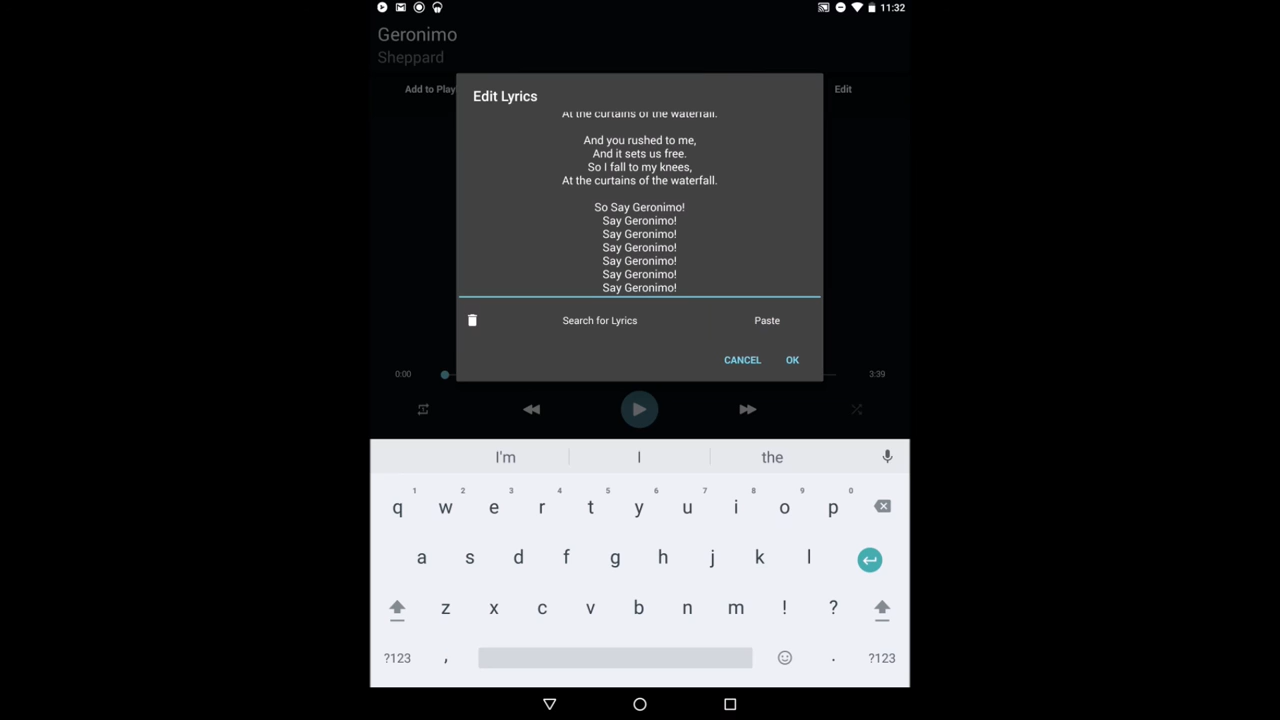 11:32
Geronimo
Sheppard
Add to Play
Edit
Edit Lyrics
At the curtains of the waterfall.
And you rushed to me,
And it sets us free.
So I fall to my knees,
At the curtains of the waterfall.
So Say Geronimo!
Say Geronimo!
Say Geronimo!
Say Geronimo!
Say Geronimo!
Say Geronimo!
Say Geronimo!
Search for Lyrics Paste
CANCEL OK
0:00 3:39
I'm I the
1 2 3 4 5 6 7 8 9 0
q w e r t y u i o p
a s d f g h j k l
z x c v b n m ! ?
?123 , . ?123